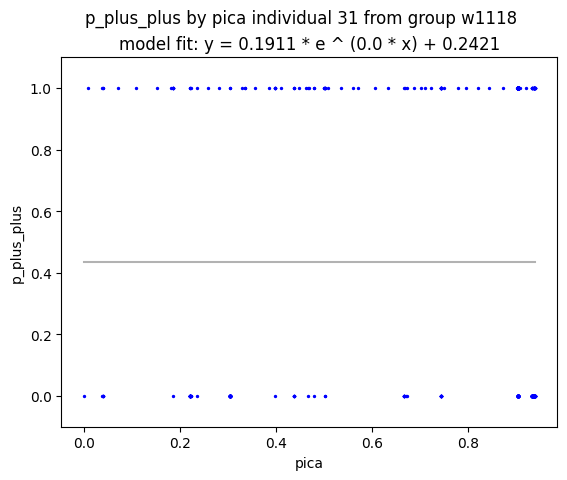 p_plus_plus by pica individual 31 from group w1118
model fit: y = 0.1911 * e ^ (0.0 * x) + 0.2421
1.0
0.8
0.6
0.4
0.2
0.0
p_plus_plus
0.0 0.2 0.4 0.6 0.8
pica